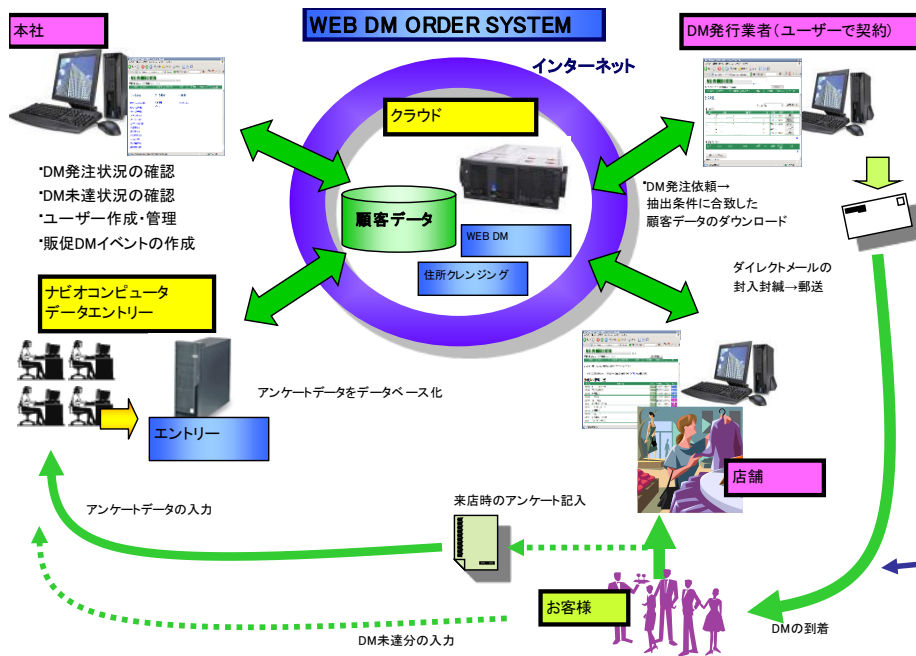 本社
WEB DM ORDER SYSTEM
DM発行業者(ユーザーで契約)
インターネット
クラウド
顧客データ
WEB DM
住所クレンジング
・DM発注状況の確認
・DM未達状況の確認
・ユーザー作成・管理
・販促DMイベントの作成
・DM発注依頼→
抽出条件に合致した
顧客データのダウンロード
ダイレクトメールの
封入封緘→郵送
ナビオコンピュータ
データエントリー
アンケートデータをデータベース化
エントリー
店舗
アンケートデータの入力
来店時のアンケート記入
お客様
DMの到着
DM未達分の入力